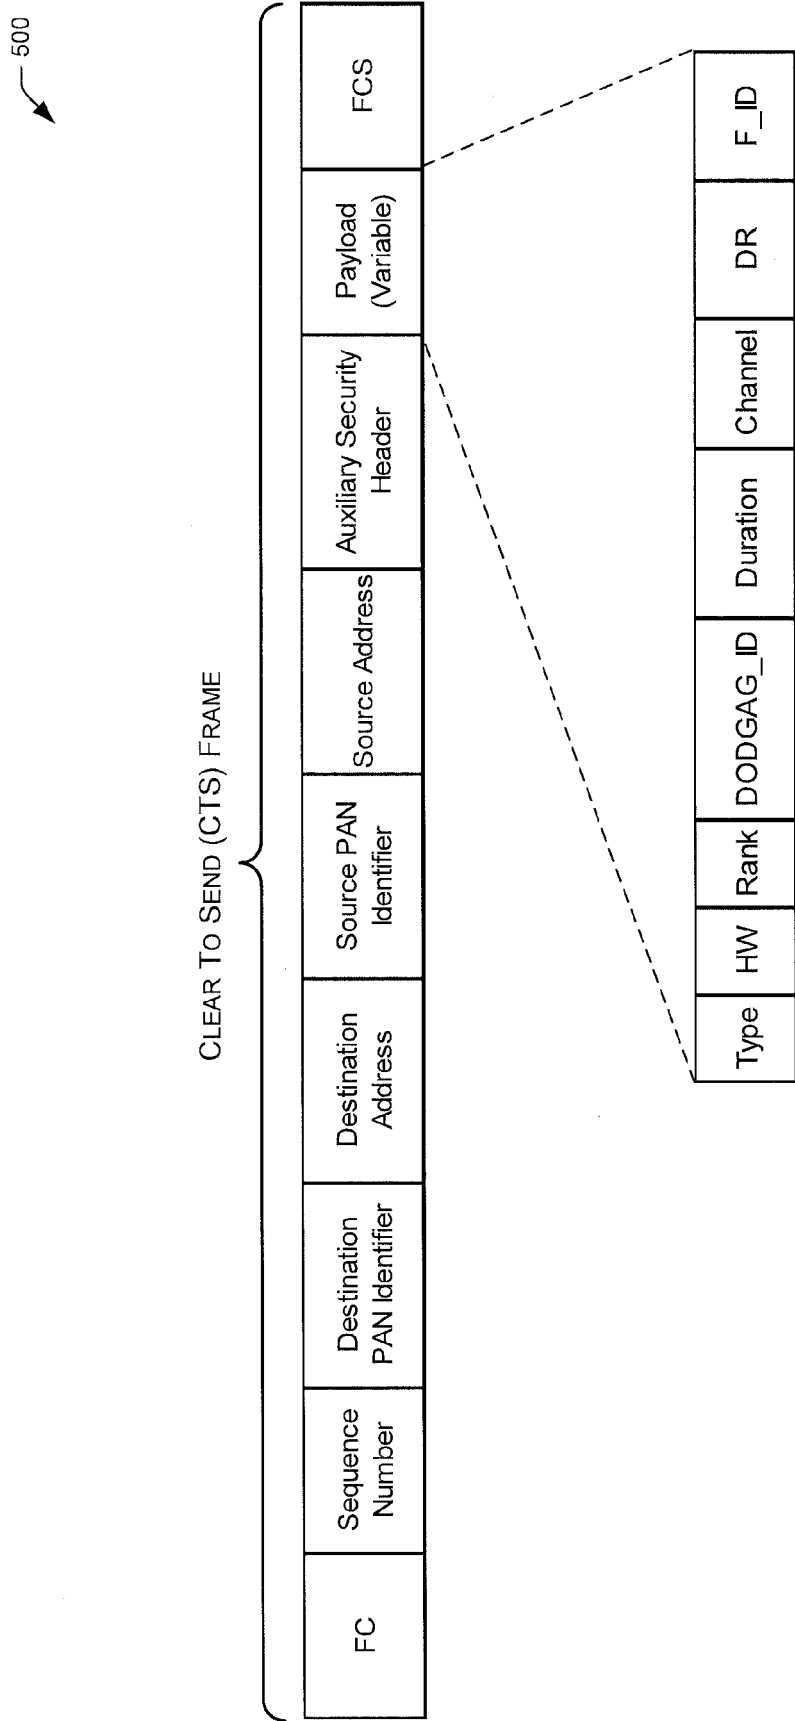 500
CLEAR TO SEND (CTS) FRAME
FC
Sequence
Number
Destination
PAN Identifier
Destination
Address
Source PAN
Identifier
Source Address
Auxiliary Security
Header
Payload
(Variable)
FCS
Type
HW
Rank
DODGAG_ID
Duration
Channel
DR
F_ID